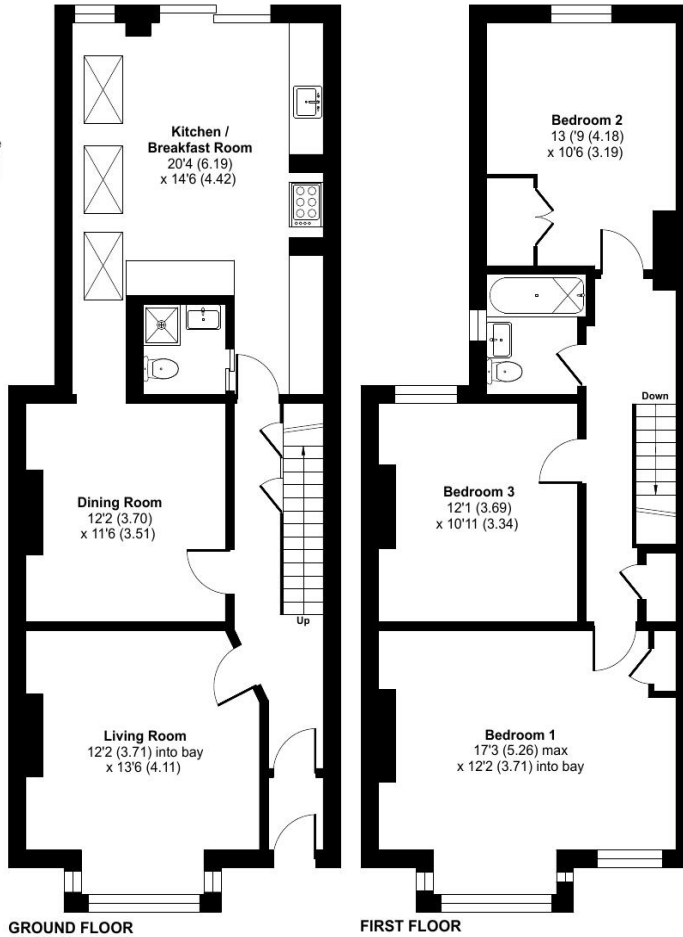 Kitchen /
Breakfast Room
20'4 (6.19)
x 14'6 (4.42)
Dining Room
12'2 (3.70)
x 11'6 (3.51)
Up
Living Room
12'2 (3.71) into bay
x 13'6 (4.11)
GROUND FLOOR
Bedroom 2
13 ('9 (4.18)
x 10'6 (3.19)
Down
Bedroom 3
12'1 (3.69)
x 10'11 (3.34)
Bedroom 1
17'3 (5.26) max
x 12'2 (3.71) into bay
FIRST FLOOR